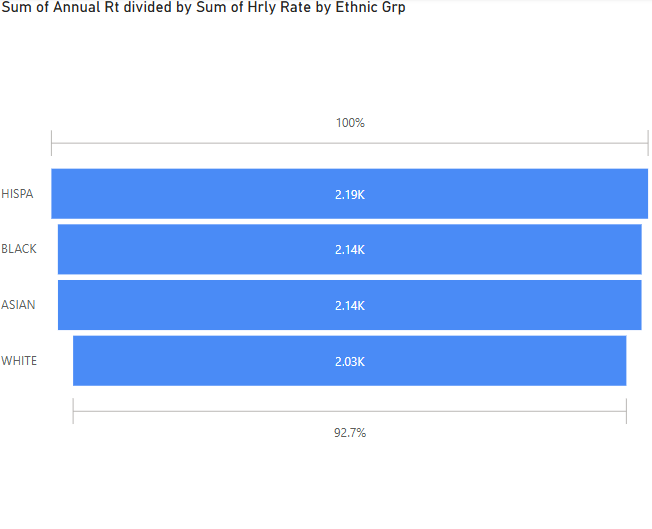 Sum of Annual Rt divided by Sum of Hrly Rate by Ethnic Grp
100%
HISPA 2.19K
BLACK 2.14K
ASIAN 2.14K
WHITE 2.03K
92.7%